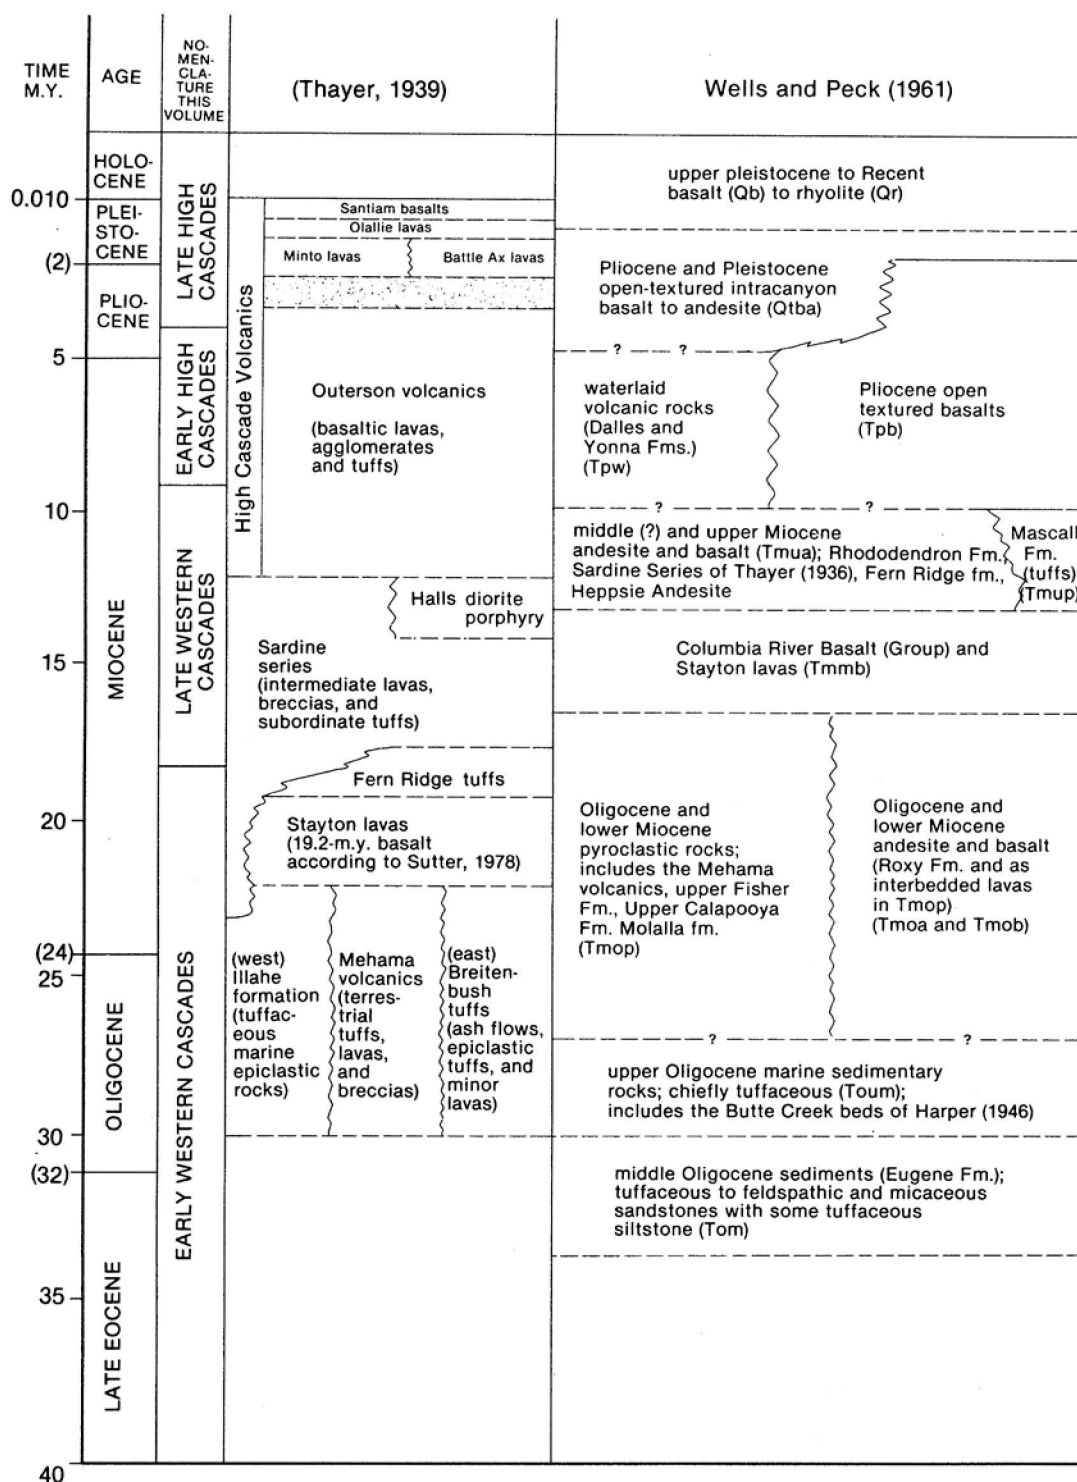 TIME
M.Y.
AGE
NO-
MEN-
CLA-
TURE
THIS
VOLUME
(Thayer, 1939)
Wells and Peck (1961)
0.010
(2)
5
10
15
20
(24)
25
30
(32)
35
40
HOLO-
CENE
PLEI-
STO-
CENE
PLIO-
CENE
MIOCENE
OLIGOCENE
LATE EOCENE
LATE HIGH
CASCADES
EARLY HIGH
CASCADES
LATE WESTERN
CASCADES
EARLY WESTERN CASCADES
High Cascade Volcanics
Santiam basalts
Olallie lavas
Minto lavas
Battle Ax lavas
Outerson volcanics
(basaltic lavas,
agglomerates
and tuffs)
Halls diorite
porphyry
Sardine
series
(intermediate lavas,
breccias, and
subordinate tuffs)
Fern Ridge tuffs
Stayton lavas
(19.2-m.y. basalt
according to Sutter, 1978)
(west)
Illahe
formation
(tuffac-
eous
marine
epiclastic
rocks)
Mehama
volcanics
(terres-
trial
tuffs,
lavas,
and
breccias)
(east)
Breiten-
bush
tuffs
(ash flows,
epiclastic
tuffs, and
minor
lavas)
upper pleistocene to Recent
basalt (Qb) to rhyolite (Qr)
Pliocene and Pleistocene
open-textured intracanyon
basalt to andesite (Qtba)
? ?
waterlaid
volcanic rocks
(Dalles and
Yonna Fms.)
(Tpw)
Pliocene open
textured basalts
(Tpb)
? ?
middle (?) and upper Miocene
andesite and basalt (Tmua); Rhododendron Fm.,
Sardine Series of Thayer (1936), Fern Ridge fm.,
Heppsie Andesite
Mascall
Fm.
(tuffs)
(Tmup)
Columbia River Basalt (Group) and
Stayton lavas (Tmmb)
Oligocene and
lower Miocene
pyroclastic rocks;
includes the Mehama
volcanics, upper Fisher
Fm., Upper Calapooya
Fm. Molalla fm.
(Tmop)
Oligocene and
lower Miocene
andesite and basalt
(Roxy Fm. and as
interbedded lavas
in Tmop)
(Tmoa and Tmob)
? ?
upper Oligocene marine sedimentary
rocks; chiefly tuffaceous (Toum);
includes the Butte Creek beds of Harper (1946)
middle Oligocene sediments (Eugene Fm.);
tuffaceous to feldspathic and micaceous
sandstones with some tuffaceous
siltstone (Tom)